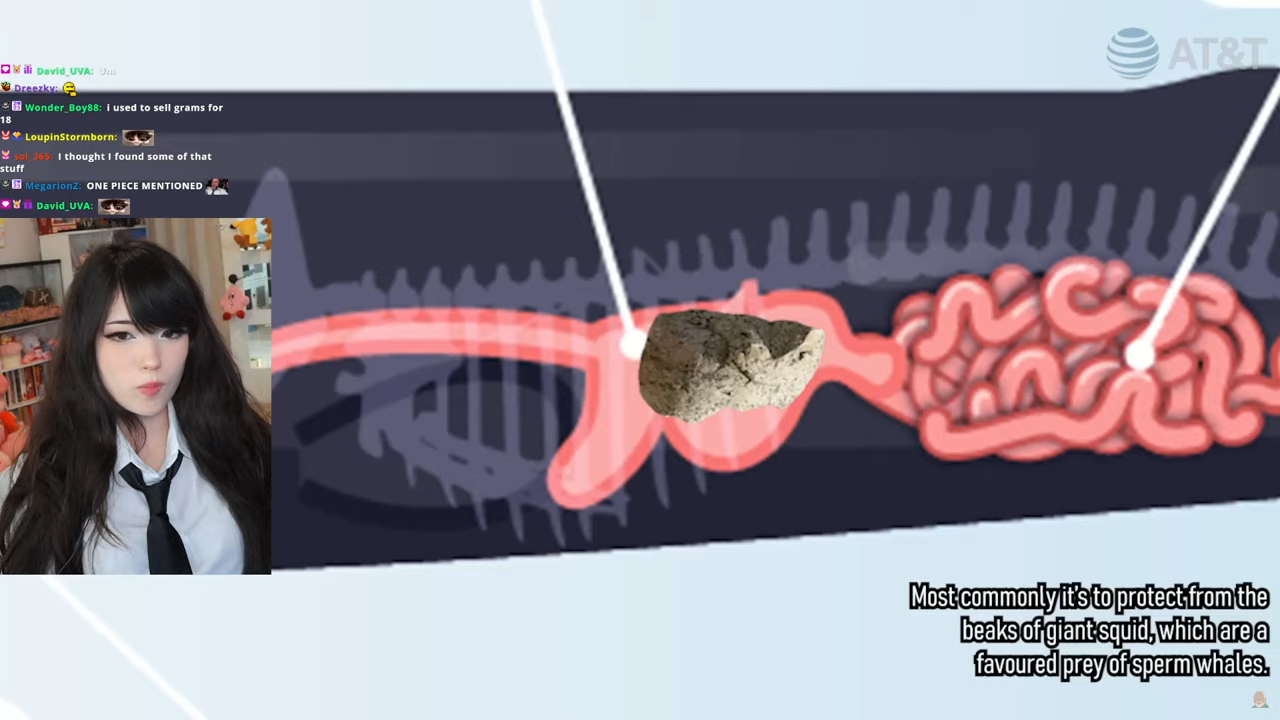 AT&T
David_UVA: Um
Dreezky:
Wonder_Boy88: i used to sell grams for
18
LoupinStormborn:
sol_365: I thought I found some of that
stuff
MegarionZ: ONE PIECE MENTIONED
David_UVA:
Most commonly it's to protect from the
beaks of giant squid, which are a
favoured prey of sperm whales.